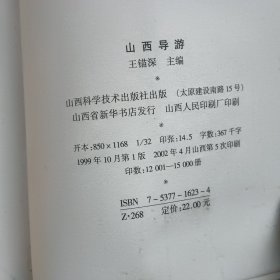 山西导游
王锚深 主编
*
山西科学技术出版社出版 (太原建设南路15号)
山西省新华书店发行 山西人民印刷厂印刷
*
开本:850×1168 1/32 印张:14.5 字数:367千字
1999年10月第1版 2002年4月山西第5次印刷
印数:12 001—15 000册
*
ISBN 7-5377-1623-4
Z·268 定价:22.00元